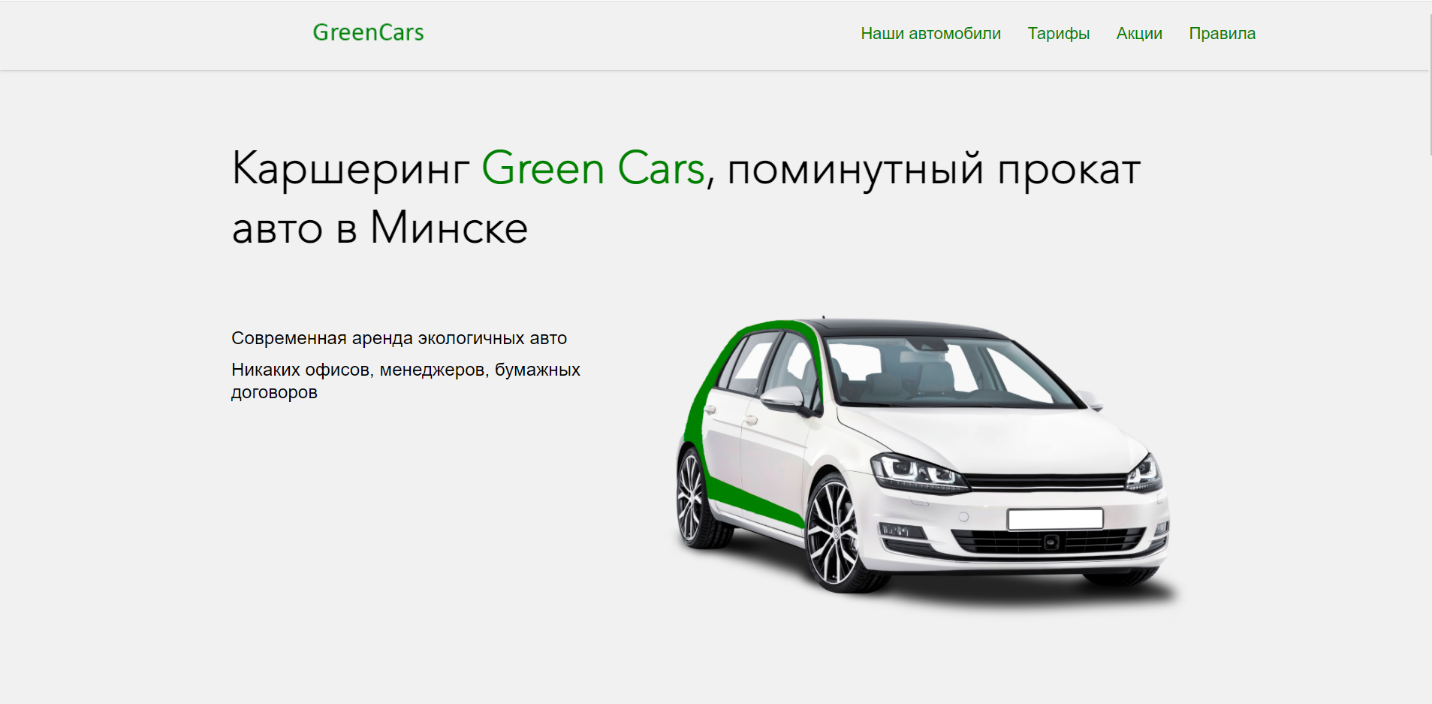 GreenCars
Наши автомобили Тарифы Акции Правила
Каршеринг Green Cars, поминутный прокат
авто в Минске
Современная аренда экологичных авто
Никаких офисов, менеджеров, бумажных
договоров